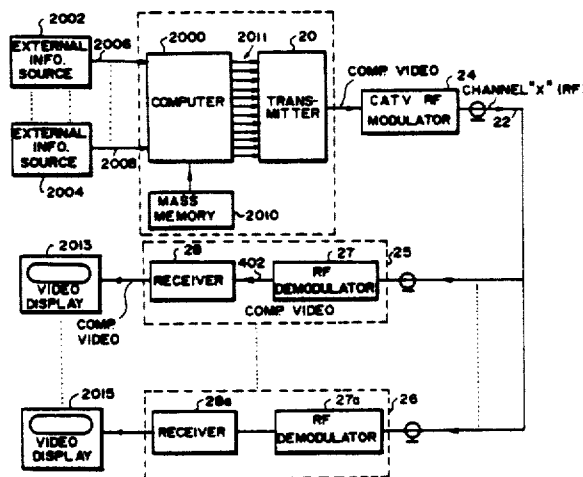 2002
EXTERNAL
INFO.
SOURCE
2006
2000
COMPUTER
2011
20
TRANS-
MITTER
COMP. VIDEO
24
CATV RF
MODULATOR
CHANNEL "X" (RF
22
EXTERNAL
INFO.
SOURCE
2004
2008
MASS
MEMORY
2010
2013
VIDEO
DISPLAY
COMP.
VIDEO
28
RECEIVER
402
27
RF
DEMODULATOR
COMP. VIDEO
25
2015
VIDEO
DISPLAY
28a
RECEIVER
27a
RF
DEMODULATOR
26